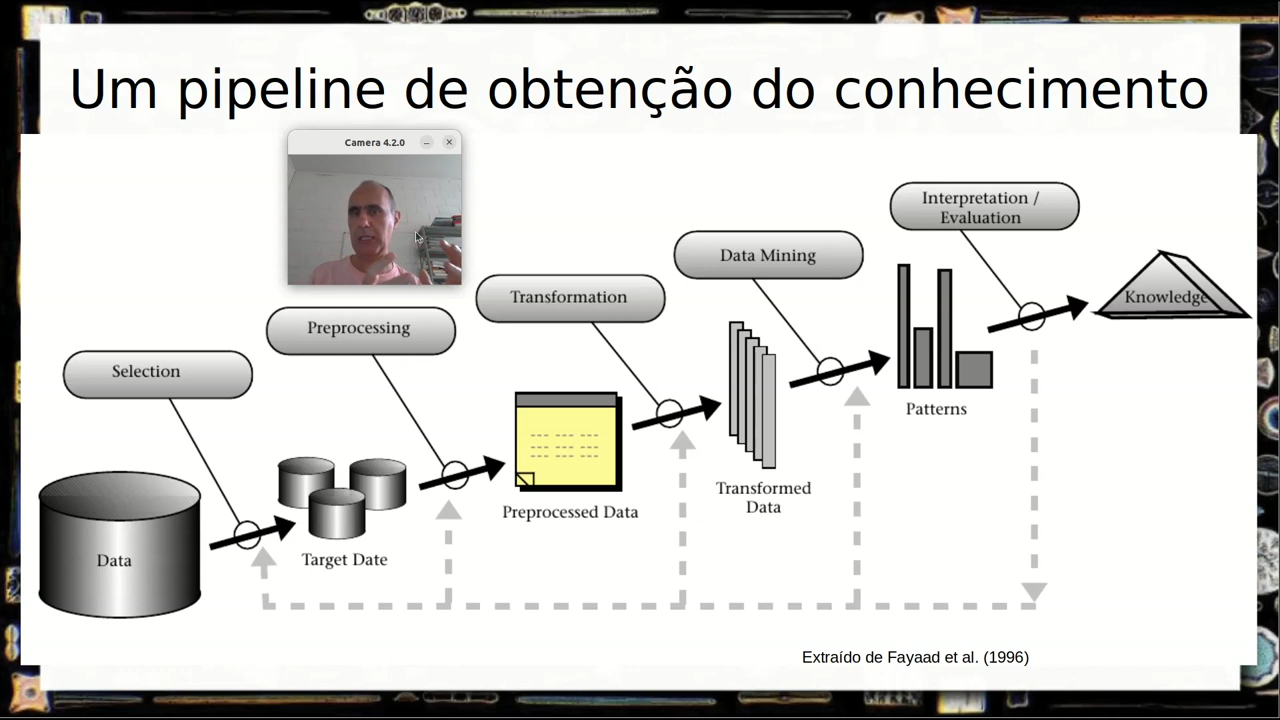 Um pipeline de obtenção do conhecimento
Camera 4.2.0
Interpretation /
Evaluation
Data Mining
Knowledge
Transformation
Preprocessing
Selection
Patterns
Transformed
Data
Preprocessed Data
Target Date
Data
Extraído de Fayaad et al. (1996)